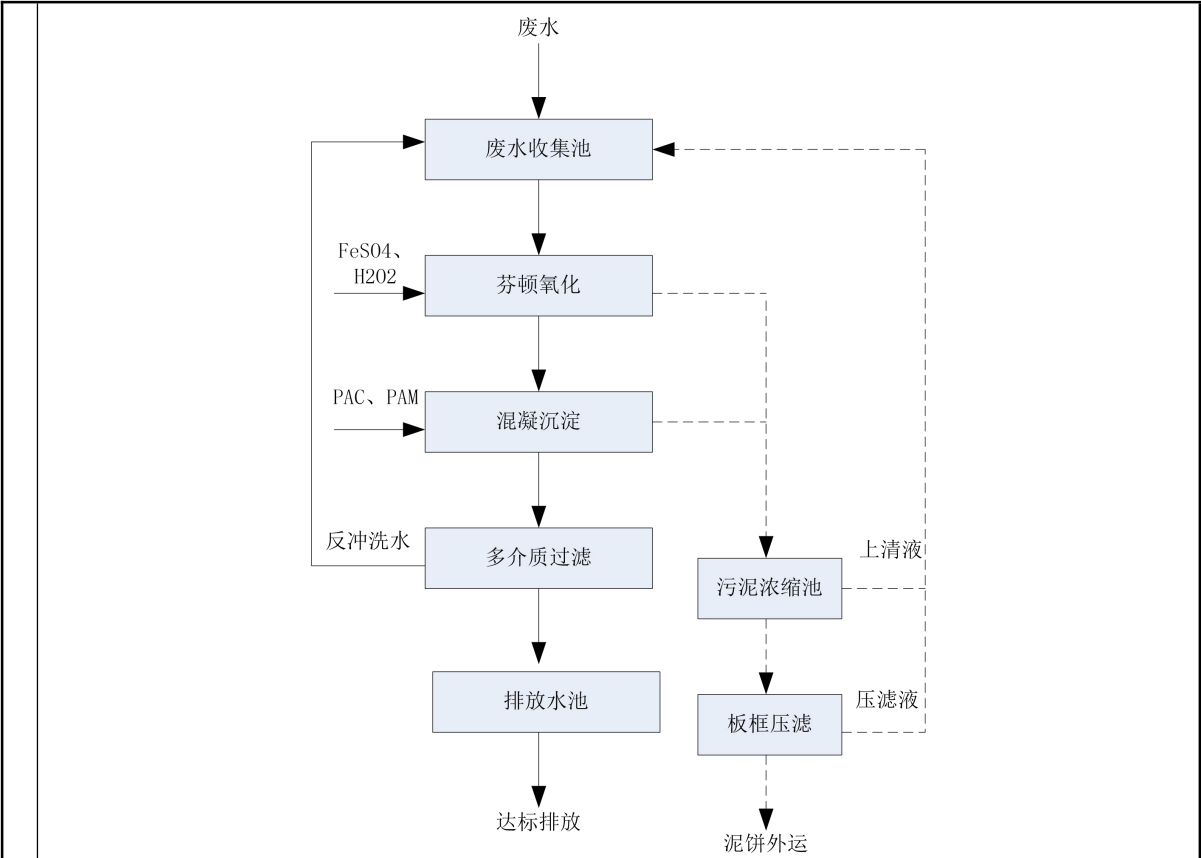 废水
废水收集池
FeSO4、
H2O2
芬顿氧化
PAC、PAM
混凝沉淀
反冲洗水
多介质过滤
上清液
污泥浓缩池
排放水池
压滤液
板框压滤
达标排放
泥饼外运